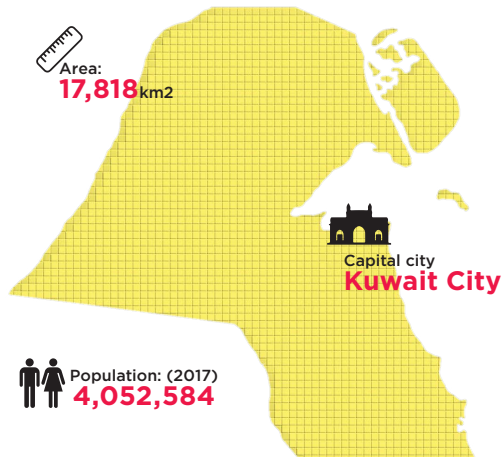 Area:
17,818km2
Capital city
Kuwait City
Population: (2017)
4,052,584